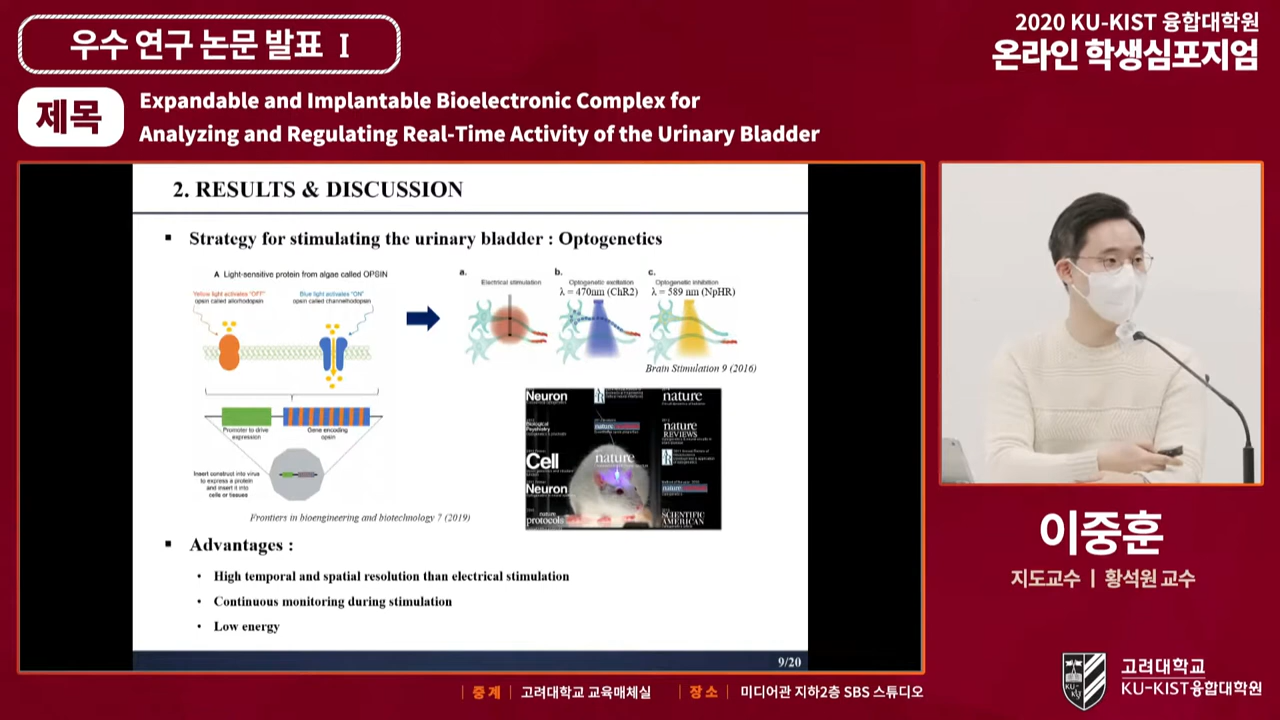 우수 연구 논문 발표 Ⅰ
2020 KU-KIST 융합대학원
온라인 학생심포지엄
제목
Expandable and Implantable Bioelectronic Complex for
Analyzing and Regulating Real-Time Activity of the Urinary Bladder
2. RESULTS & DISCUSSION
▪ Strategy for stimulating the urinary bladder : Optogenetics
A Light-sensitive protein from algae called OPSIN
Yellow light activates "OFF"
opsin called allorhodopsin
Blue light activates "ON"
opsin called channelrhodopsin
Promoter to drive
expression
Gene encoding
opsin
Insert construct into virus
to express a protein
and insert it into
cells or tissues
Frontiers in bioengineering and biotechnology 7 (2019)
a.
Electrical stimulation
b.
Optogenetic excitation
λ = 470nm (ChR2)
c.
Optogenetic inhibition
λ = 589 nm (NpHR)
Brain Stimulation 9 (2016)
Neuron
nature
Biological
Psychiatry
nature
REVIEWS
Cell
nature
Neuron
nature
protocols
SCIENTIFIC
AMERICAN
▪ Advantages :
• High temporal and spatial resolution than electrical stimulation
• Continuous monitoring during stimulation
• Low energy
9/20
이중훈
지도교수 | 황석원 교수
| 중 계 | 고려대학교 교육매체실 | 장 소 | 미디어관 지하2층 SBS 스튜디오
KU-
KIST
고려대학교
KU-KIST융합대학원